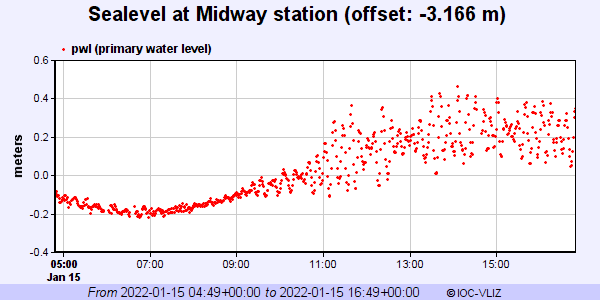 Sealevel at Midway station (offset: -3.166 m)
pwl (primary water level)
meters
0.6
0.4
0.2
0.0
-0.2
-0.4
05:00 07:00 09:00 11:00 13:00 15:00
Jan 15
From 2022-01-15 04:49+00:00 to 2022-01-15 16:49+00:00 © IOC-VLIZ